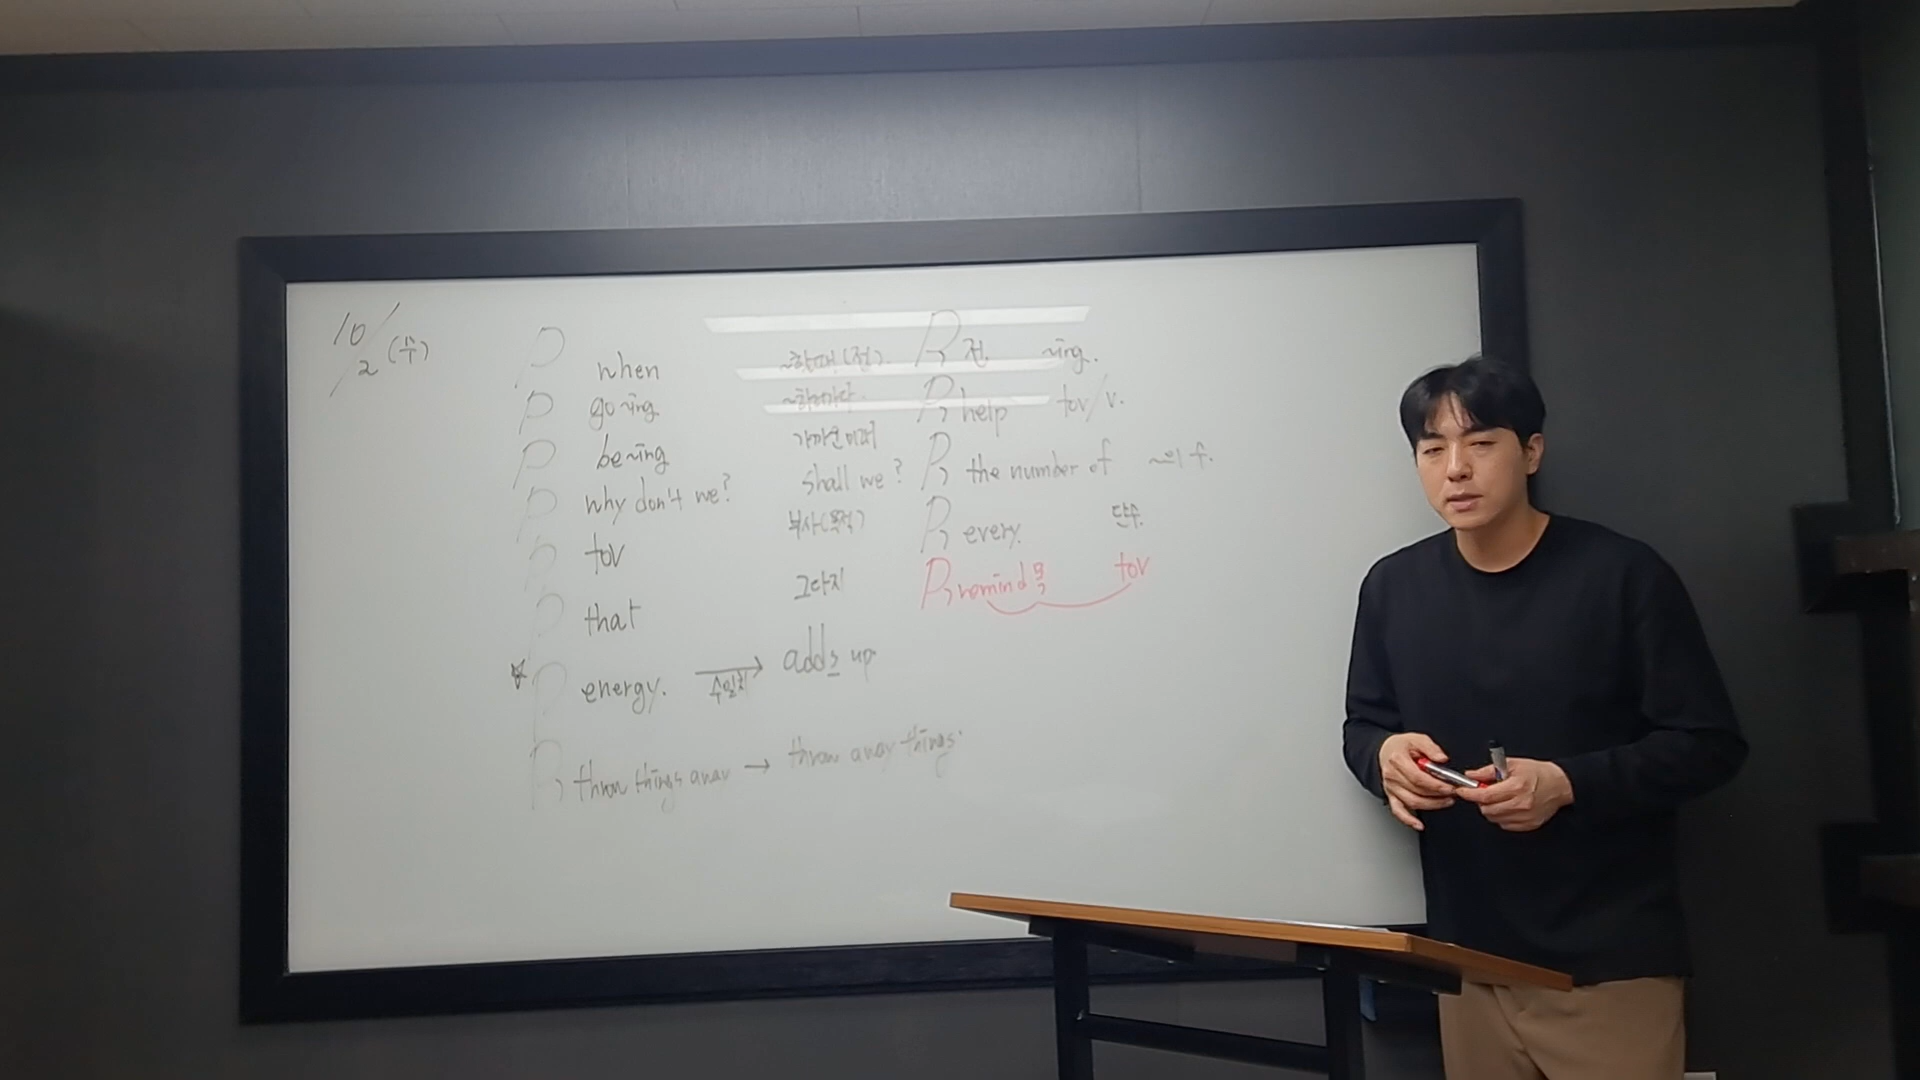 10/2 (수)
P when ~할때(접).
P go ~ing ~하러가다.
P be ~ing 가까운미래
P why don't we? shall we?
P tov 부사(목적)
P that 그다지
☆ P energy. 수일치→ adds up
P, throw things away → throw away things.
P, 전. ~ing.
P, help tov/v.
P, the number of ~의 수.
P, every. 단수.
P, remind 목, tov